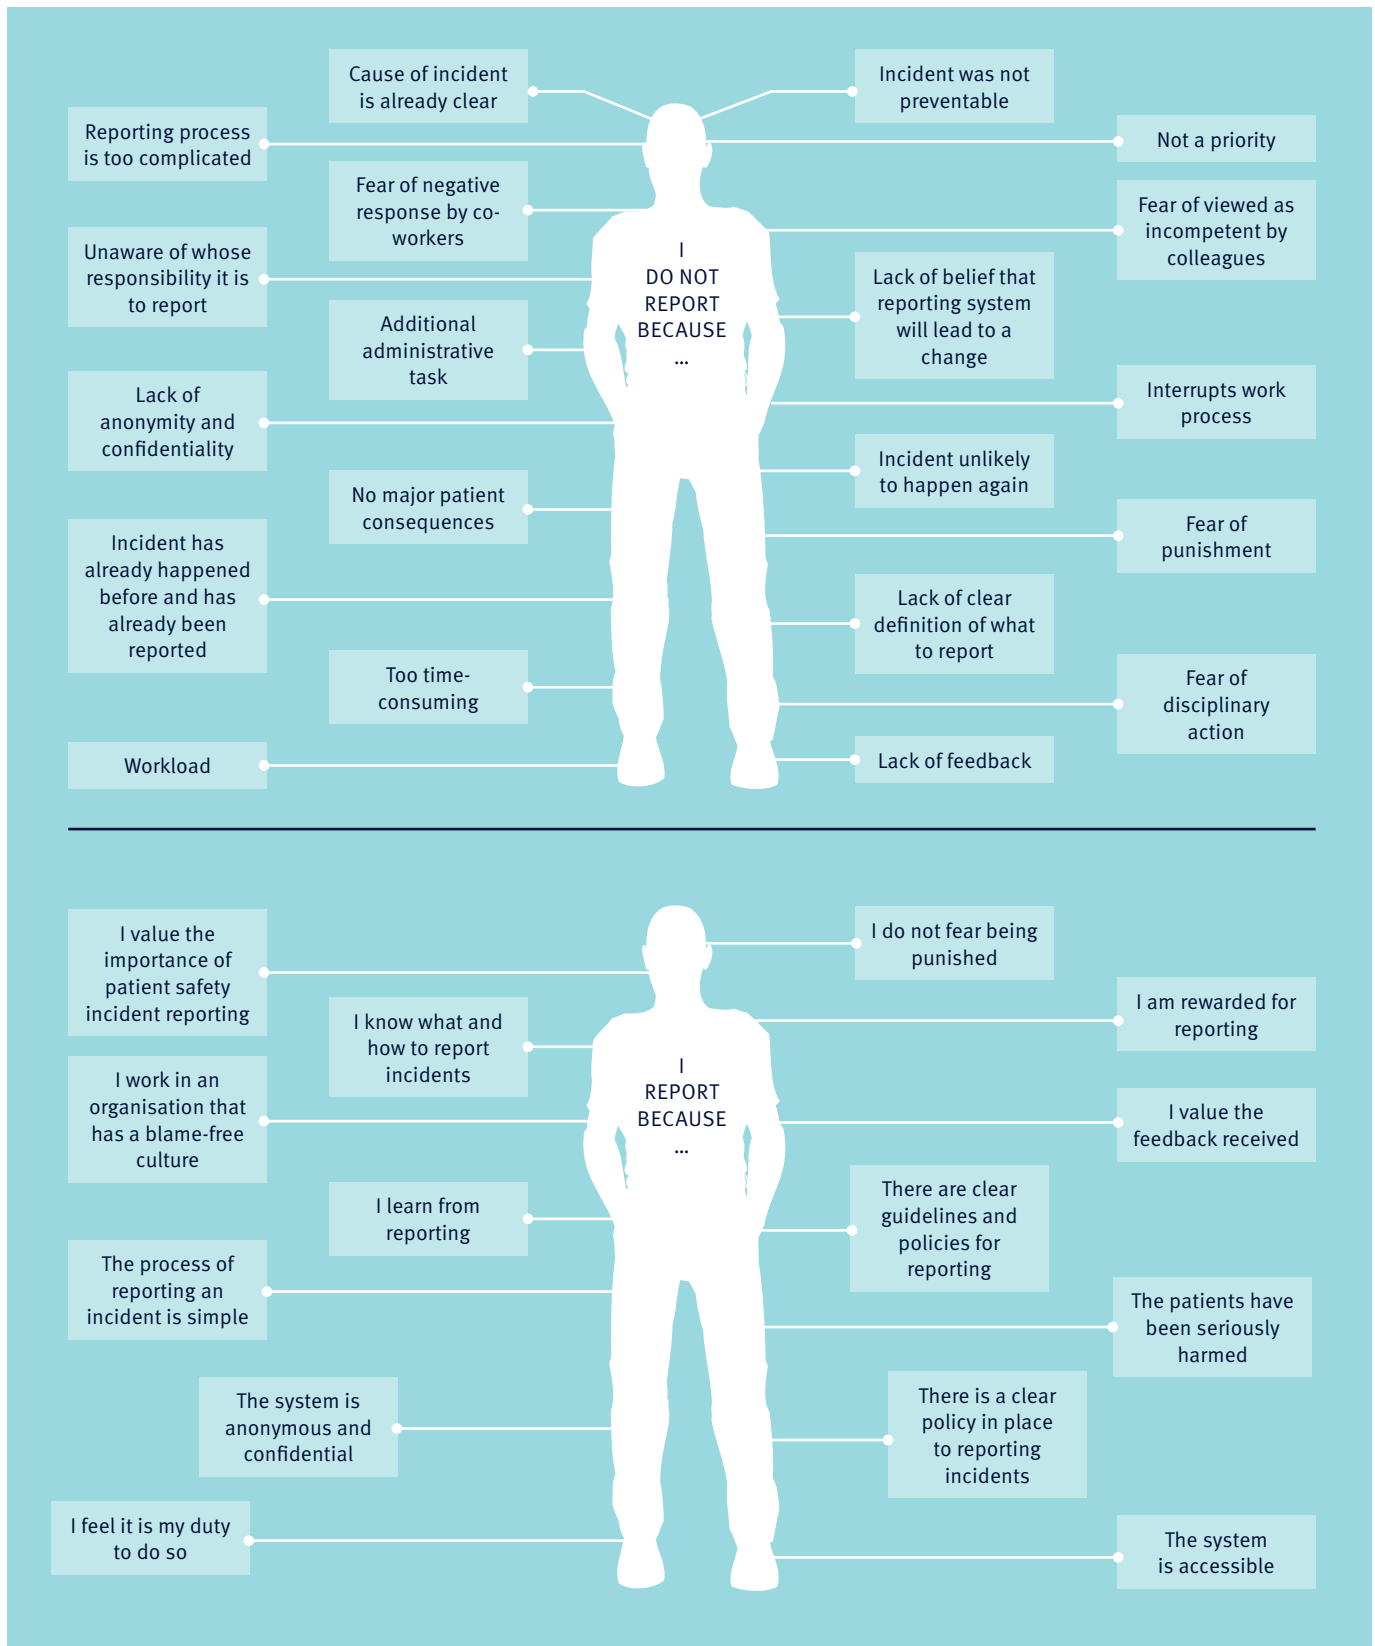 Cause of incident
is already clear
Incident was not
preventable
Reporting process
is too complicated
Not a priority
Fear of negative
response by co-
workers
Fear of viewed as
incompetent by
colleagues
Unaware of whose
responsibility it is
to report
I
DO NOT
REPORT
BECAUSE
...
Lack of belief that
reporting system
will lead to a
change
Additional
administrative
task
Lack of
anonymity and
confidentiality
Interrupts work
process
Incident unlikely
to happen again
No major patient
consequences
Fear of
punishment
Incident has
already happened
before and has
already been
reported
Lack of clear
definition of what
to report
Too time-
consuming
Fear of
disciplinary
action
Workload
Lack of feedback
I value the
importance of
patient safety
incident reporting
I do not fear being
punished
I know what and
how to report
incidents
I am rewarded for
reporting
I work in an
organisation that
has a blame-free
culture
I
REPORT
BECAUSE
...
I value the
feedback received
I learn from
reporting
There are clear
guidelines and
policies for
reporting
The process of
reporting an
incident is simple
The patients have
been seriously
harmed
The system is
anonymous and
confidential
There is a clear
policy in place
to reporting
incidents
I feel it is my duty
to do so
The system
is accessible